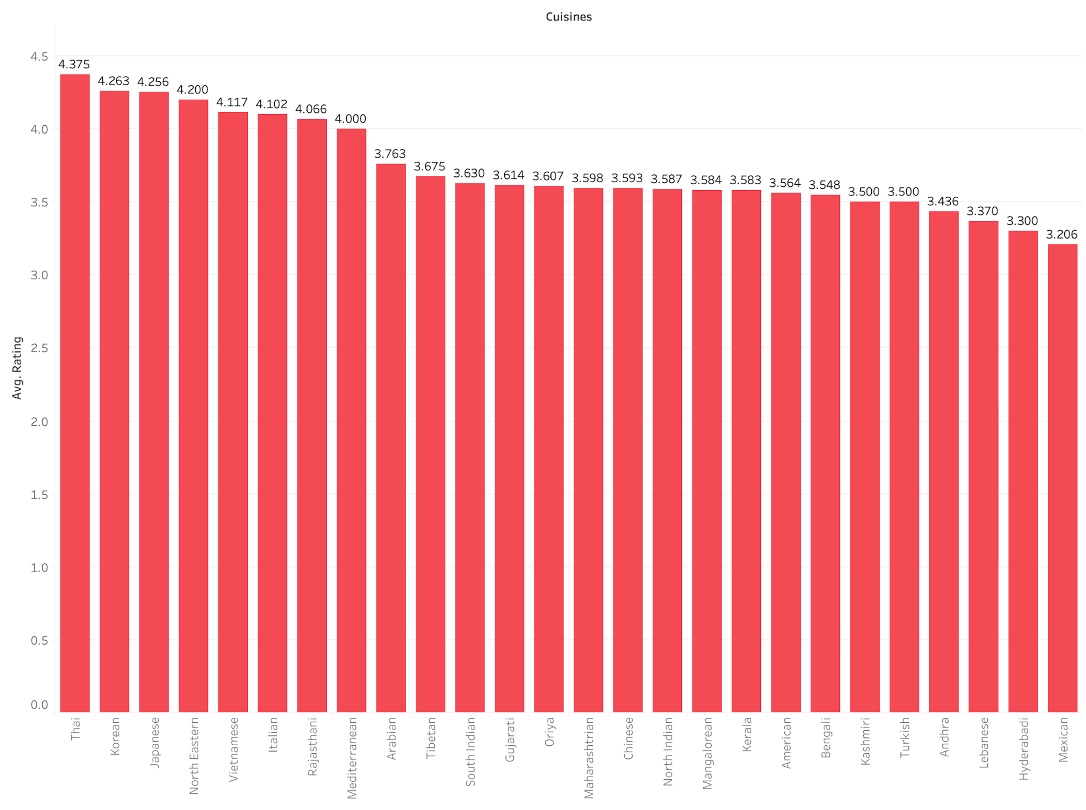 Cuisines
4.5
4.0
3.5
3.0
2.5
2.0
1.5
1.0
0.5
0.0
Avg. Rating
4.375
4.263
4.256
4.200
4.117
4.102
4.066
4.000
3.763
3.675
3.630
3.614
3.607
3.598
3.593
3.587
3.584
3.583
3.564
3.548
3.500
3.500
3.436
3.370
3.300
3.206
Thai
Korean
Japanese
North Eastern
Vietnamese
Italian
Rajasthani
Mediterranean
Arabian
Tibetan
South Indian
Gujarati
Oriya
Maharashtrian
Chinese
North Indian
Mangalorean
Kerala
American
Bengali
Kashmiri
Turkish
Andhra
Lebanese
Hyderabadi
Mexican